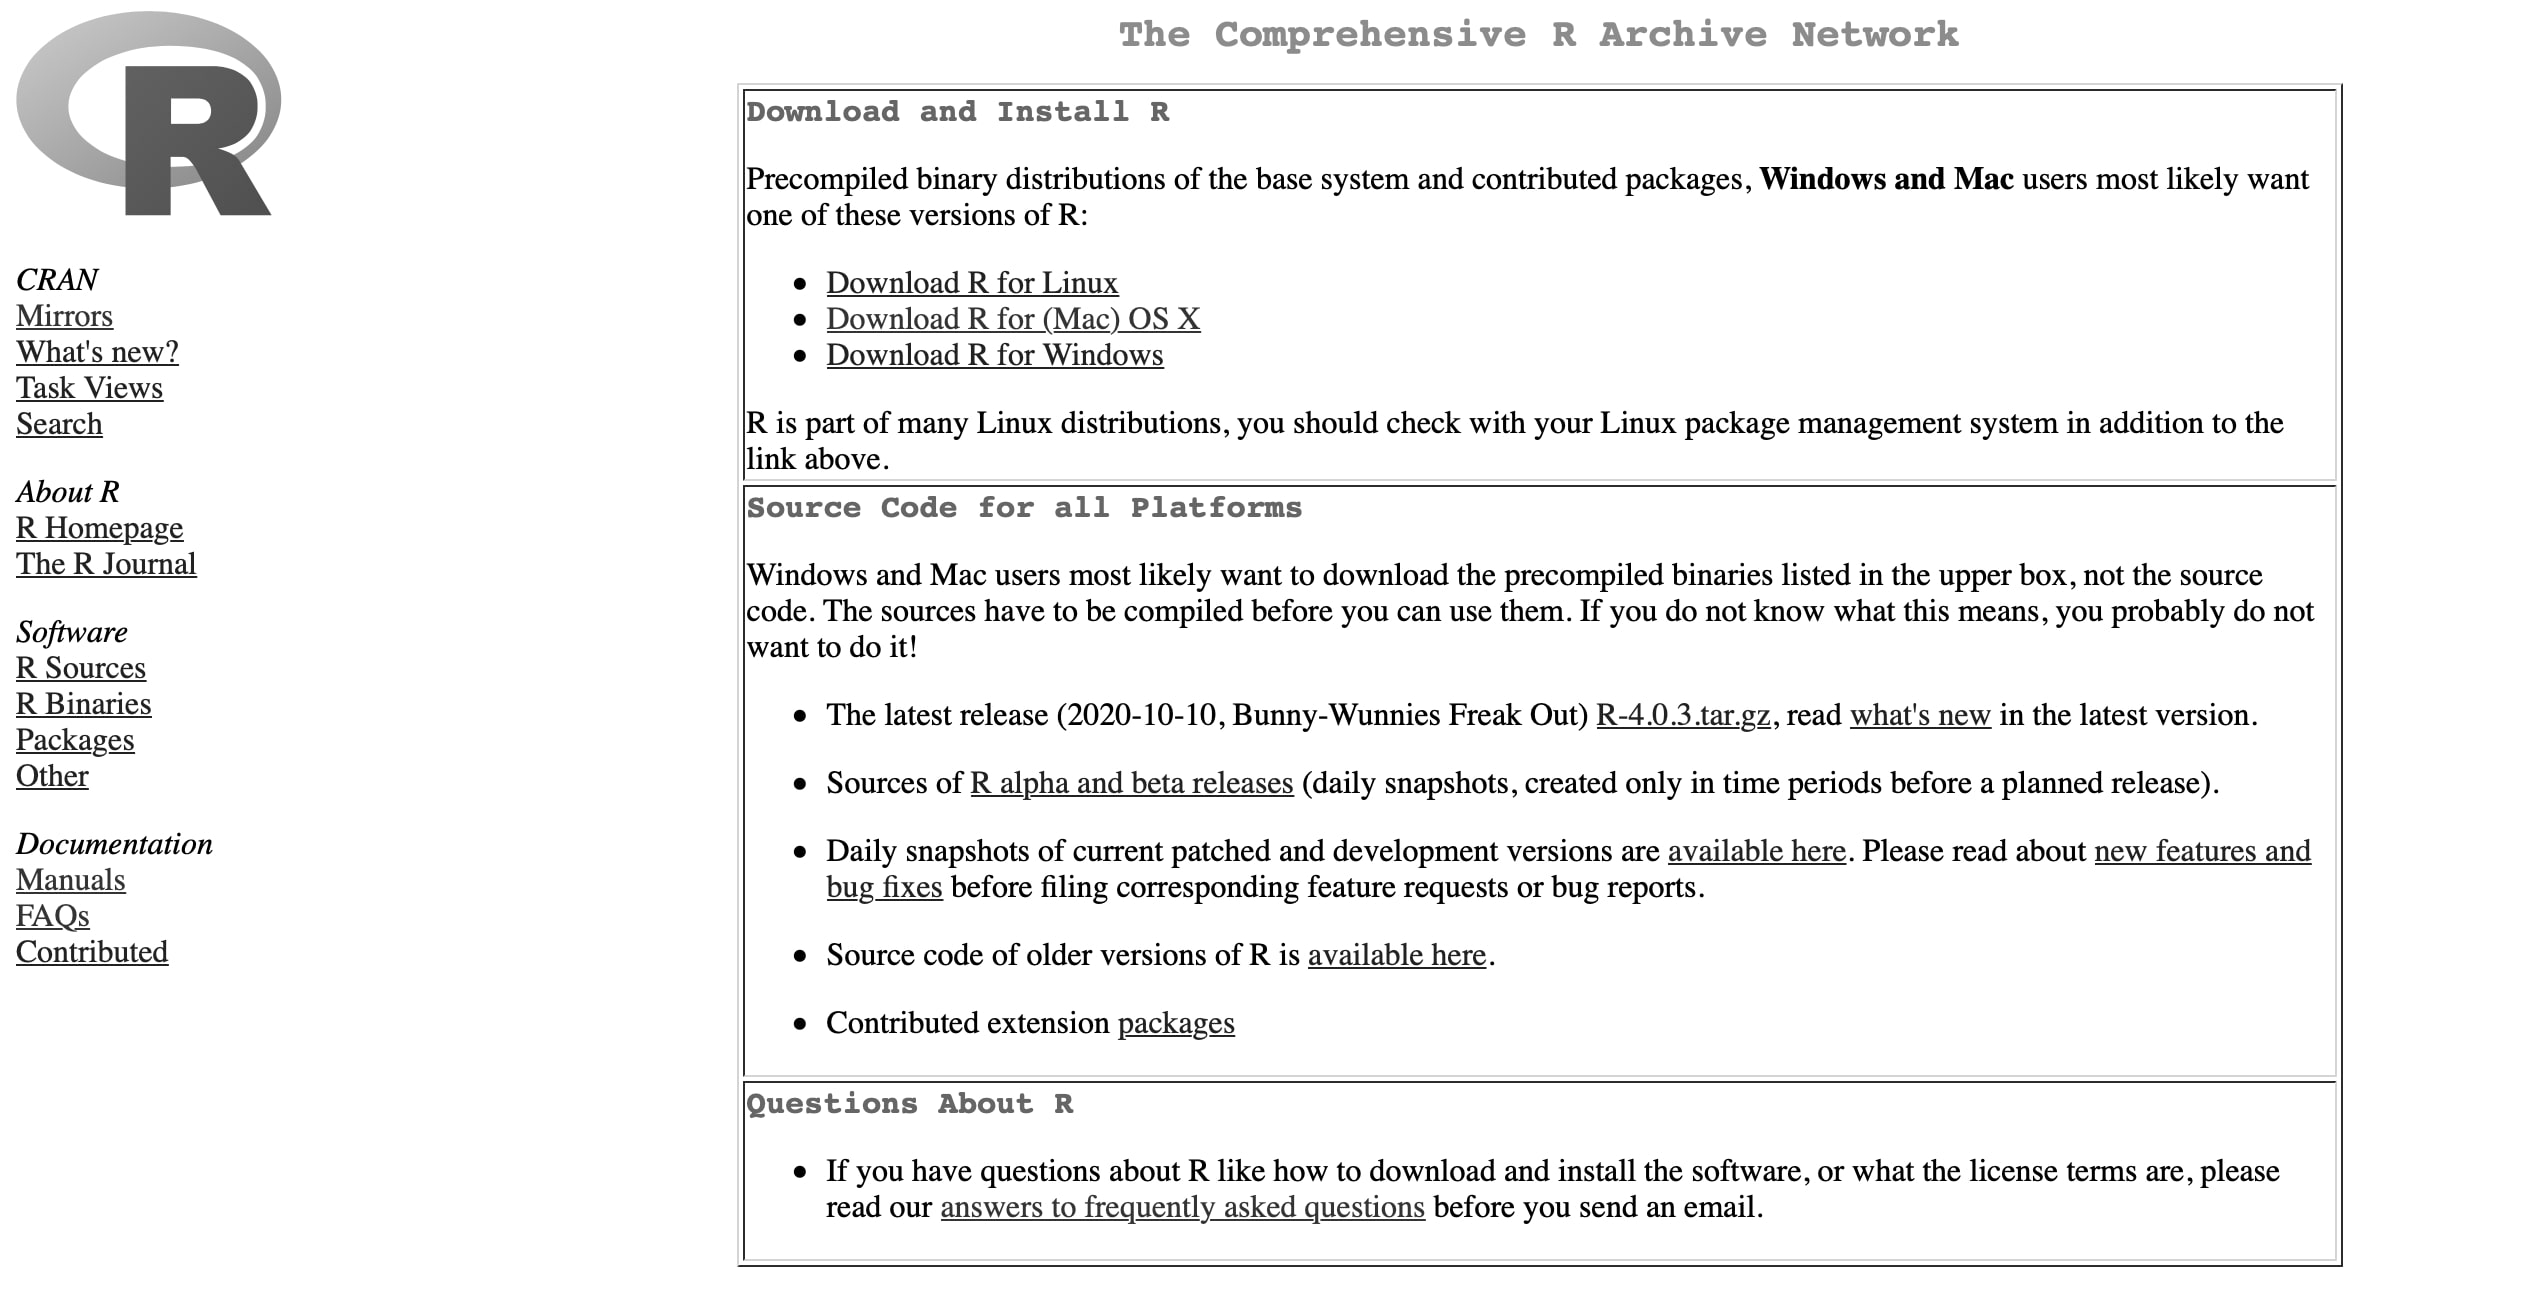 R
CRAN
Mirrors
What's new?
Task Views
Search
About R
R Homepage
The R Journal
Software
R Sources
R Binaries
Packages
Other
Documentation
Manuals
FAQs
Contributed
The Comprehensive R Archive Network
Download and Install R
Precompiled binary distributions of the base system and contributed packages, Windows and Mac users most likely want
one of these versions of R:
• Download R for Linux
• Download R for (Mac) OS X
• Download R for Windows
R is part of many Linux distributions, you should check with your Linux package management system in addition to the
link above.
Source Code for all Platforms
Windows and Mac users most likely want to download the precompiled binaries listed in the upper box, not the source
code. The sources have to be compiled before you can use them. If you do not know what this means, you probably do not
want to do it!
• The latest release (2020-10-10, Bunny-Wunnies Freak Out) R-4.0.3.tar.gz, read what's new in the latest version.
• Sources of R alpha and beta releases (daily snapshots, created only in time periods before a planned release).
• Daily snapshots of current patched and development versions are available here. Please read about new features and
bug fixes before filing corresponding feature requests or bug reports.
• Source code of older versions of R is available here.
• Contributed extension packages
Questions About R
• If you have questions about R like how to download and install the software, or what the license terms are, please
read our answers to frequently asked questions before you send an email.